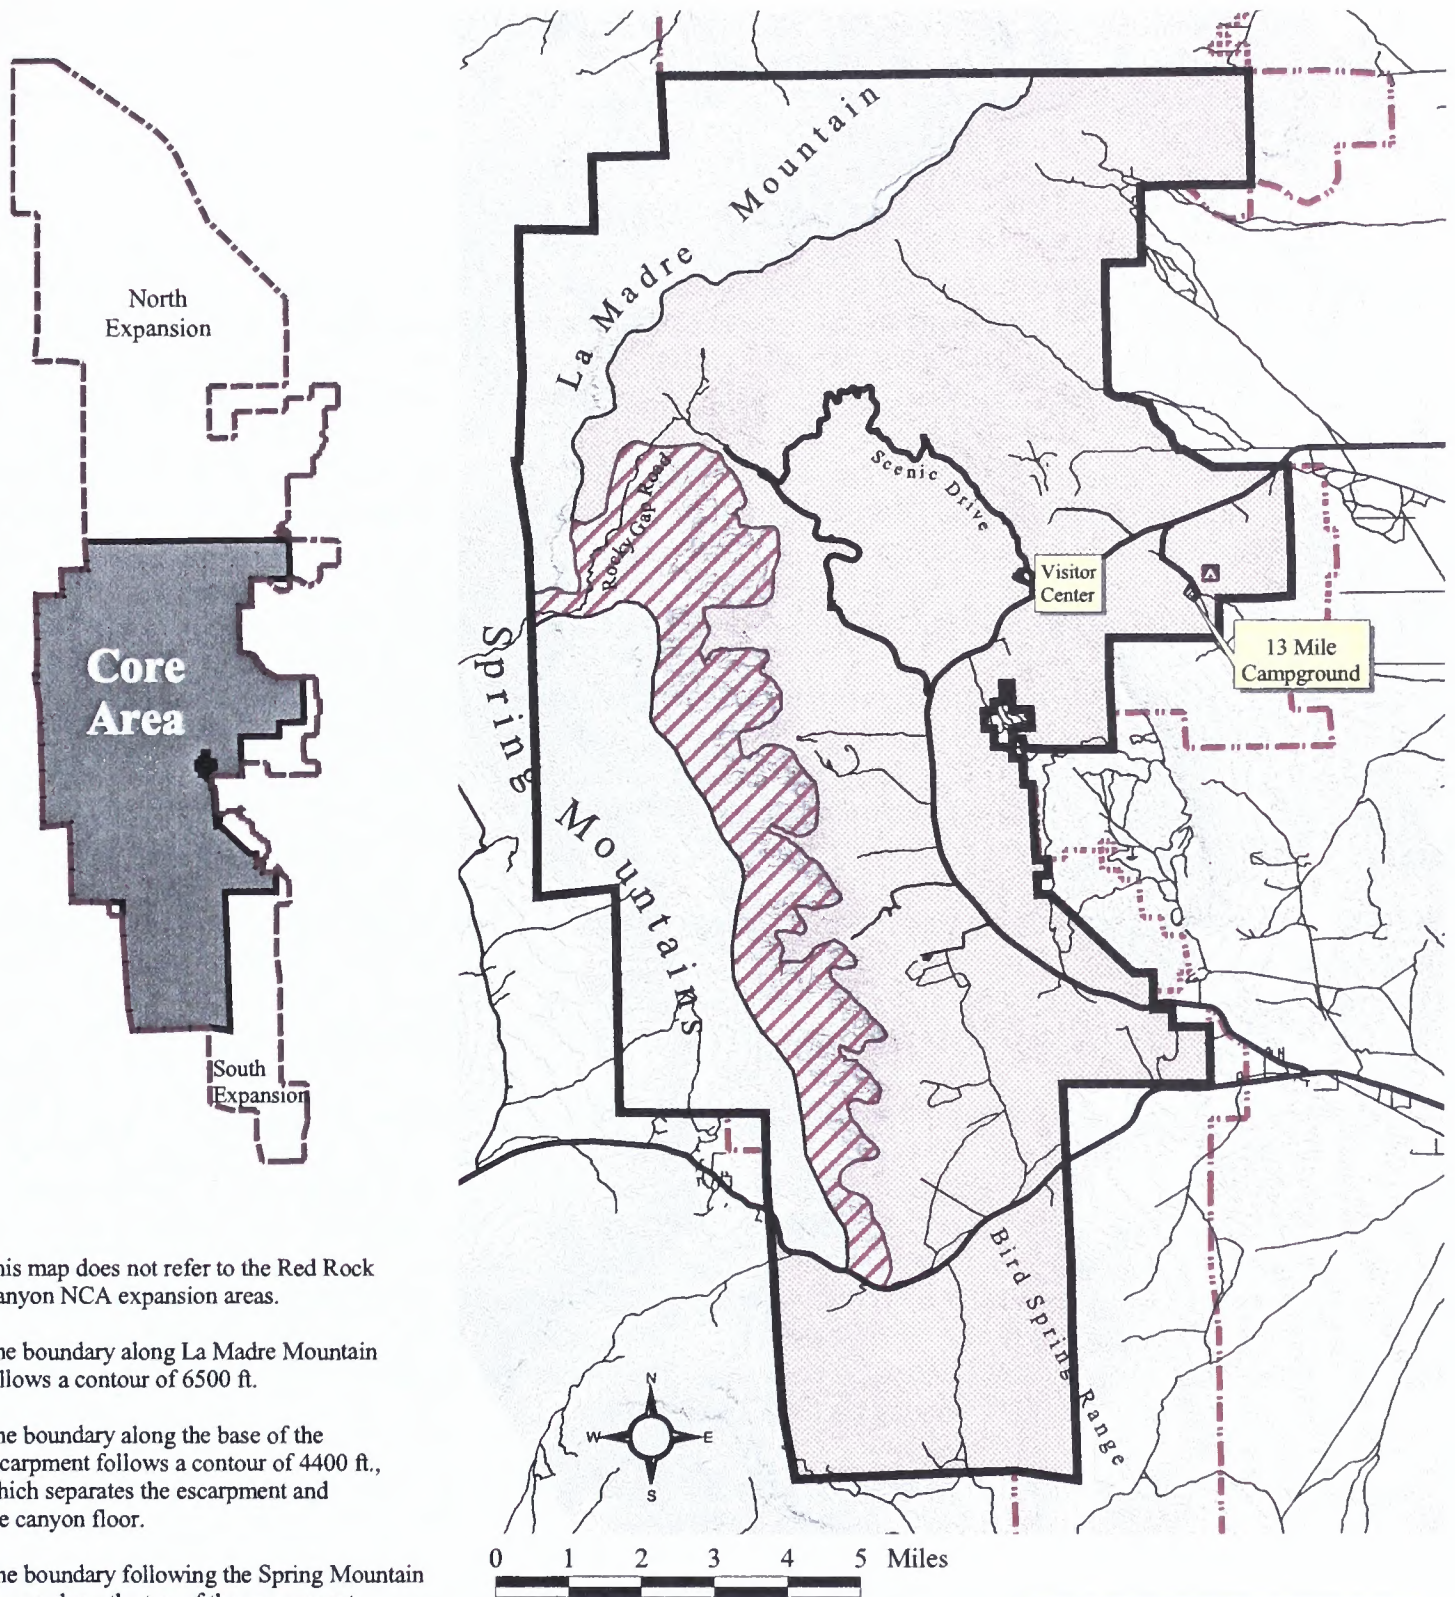 North
Expansion
Core
Area
South
Expansion
La Madre Mountain
Rocky Gap Road
Scenic Drive
Visitor
Center
13 Mile
Campground
Spring
Mountains
Bird Spring Range
N
W E
S
0 1 2 3 4 5 Miles
his map does not refer to the Red Rock
anyon NCA expansion areas.
he boundary along La Madre Mountain
llows a contour of 6500 ft.
he boundary along the base of the
carpment follows a contour of 4400 ft.,
hich separates the escarpment and
e canyon floor.
he boundary following the Spring Mountain